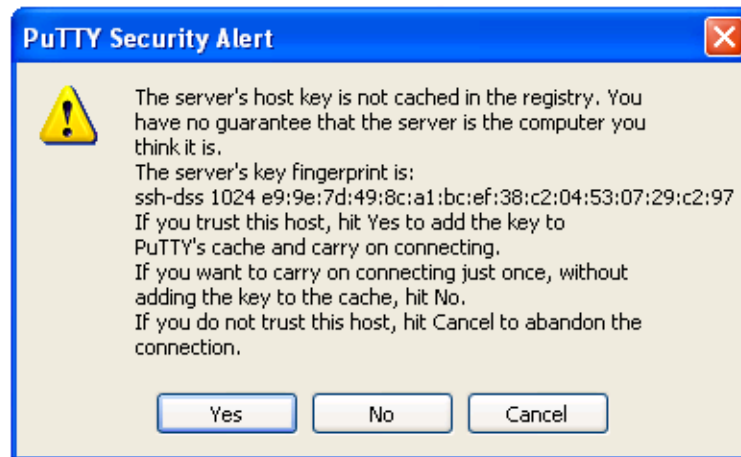 PuTTY Security Alert
The server's host key is not cached in the registry. You
have no guarantee that the server is the computer you
think it is.
The server's key fingerprint is:
ssh-dss 1024 e9:9e:7d:49:8c:a1:bc:ef:38:c2:04:53:07:29:c2:97
If you trust this host, hit Yes to add the key to
PuTTY's cache and carry on connecting.
If you want to carry on connecting just once, without
adding the key to the cache, hit No.
If you do not trust this host, hit Cancel to abandon the
connection.
Yes No Cancel